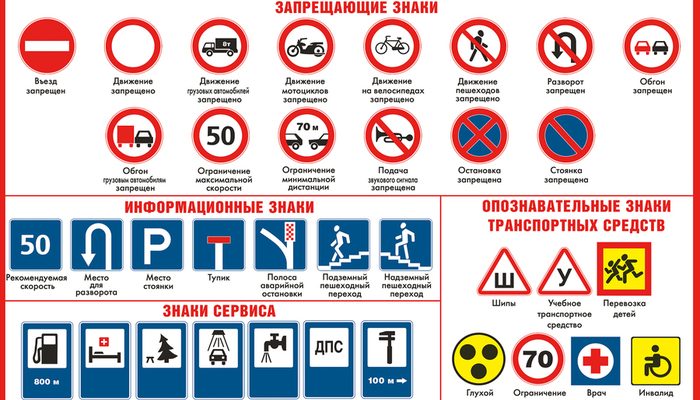 ЗАПРЕЩАЮЩИЕ ЗНАКИ
8т
Въезд
запрещен
Движение
запрещено
Движение
грузовых автомобилей
запрещено
Движение
мотоциклов
запрещено
Движение
на велосипедах
запрещено
Движение
пешеходов
запрещено
Разворот
запрещен
Обгон
запрещен
50
70 м
Обгон
грузовым автомобилям
запрещен
Ограничение
максимальной
скорости
Ограничение
минимальной
дистанции
Подача
звукового сигнала
запрещена
Остановка
запрещена
Стоянка
запрещена
ИНФОРМАЦИОННЫЕ ЗНАКИ
50
P
Рекомендуемая
скорость
Место
для
разворота
Место
стоянки
Тупик
Полоса
аварийной
остановки
Подземный
пешеходный
переход
Надземный
пешеходный
переход
ЗНАКИ СЕРВИСА
800 м
ДПС
100 м
ОПОЗНАВАТЕЛЬНЫЕ ЗНАКИ
ТРАНСПОРТНЫХ СРЕДСТВ
Ш
У
Шипы
Учебное
транспортное
средство
Перевозка
детей
70
Глухой
Ограничение
Врач
Инвалид